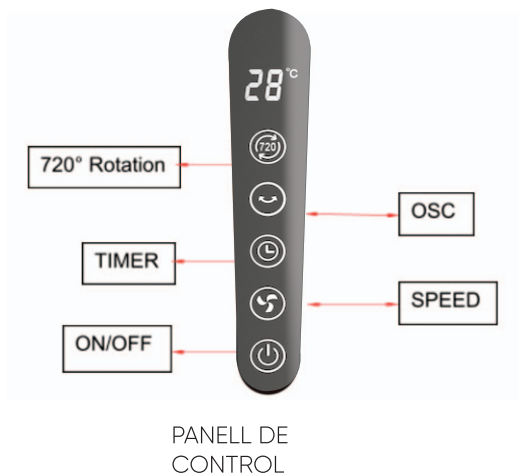 28°C
720
720° Rotation
OSC
TIMER
SPEED
ON/OFF
PANELL DE
CONTROL